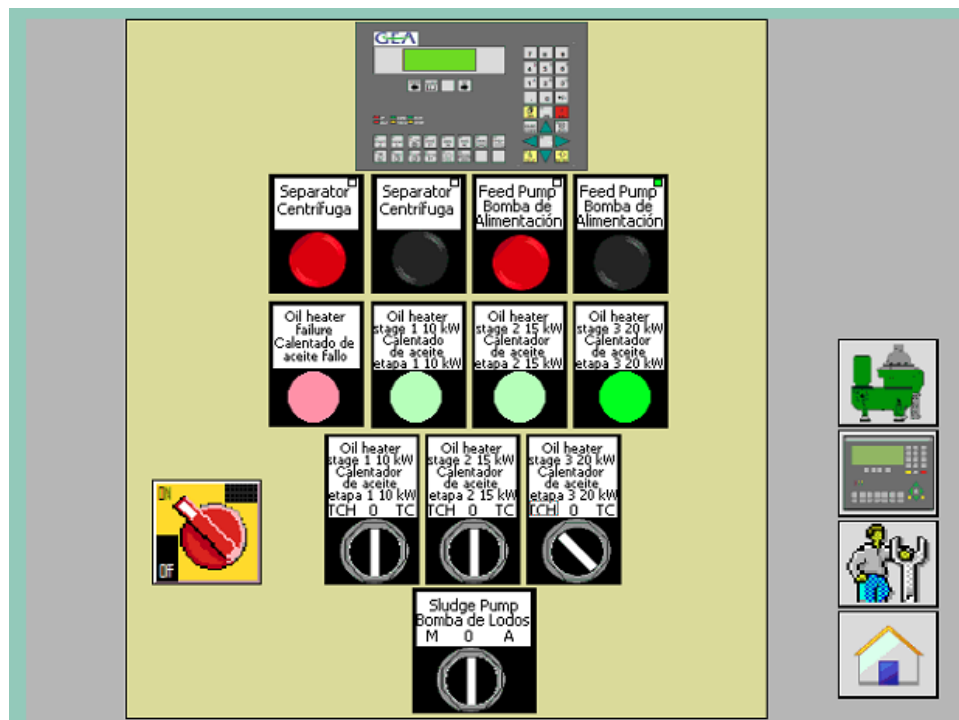 GEA
Separator
Centrífuga
Separator
Centrífuga
Feed Pump
Bomba de
Alimentación
Feed Pump
Bomba de
Alimentación
Oil heater
failure
Calentado de
aceite fallo
Oil heater
stage 1 10 kW
Calentado
de aceite
etapa 1 10 kW
Oil heater
stage 2 15 kW
Calentado
de aceite
etapa 2 15 kW
Oil heater
stage 3 20 kW
Calentador
de aceite
etapa 3 20 kW
Oil heater
stage 1 10 kW
Calentador
de aceite
etapa 1 10 kW
TCH 0 TC
Oil heater
stage 2 15 kW
Calentador
de aceite
etapa 2 15 kW
TCH 0 TC
Oil heater
stage 3 20 kW
Calentador
de aceite
etapa 3 20 kW
TCH 0 TC
ON
OFF
Sludge Pump
Bomba de Lodos
M 0 A